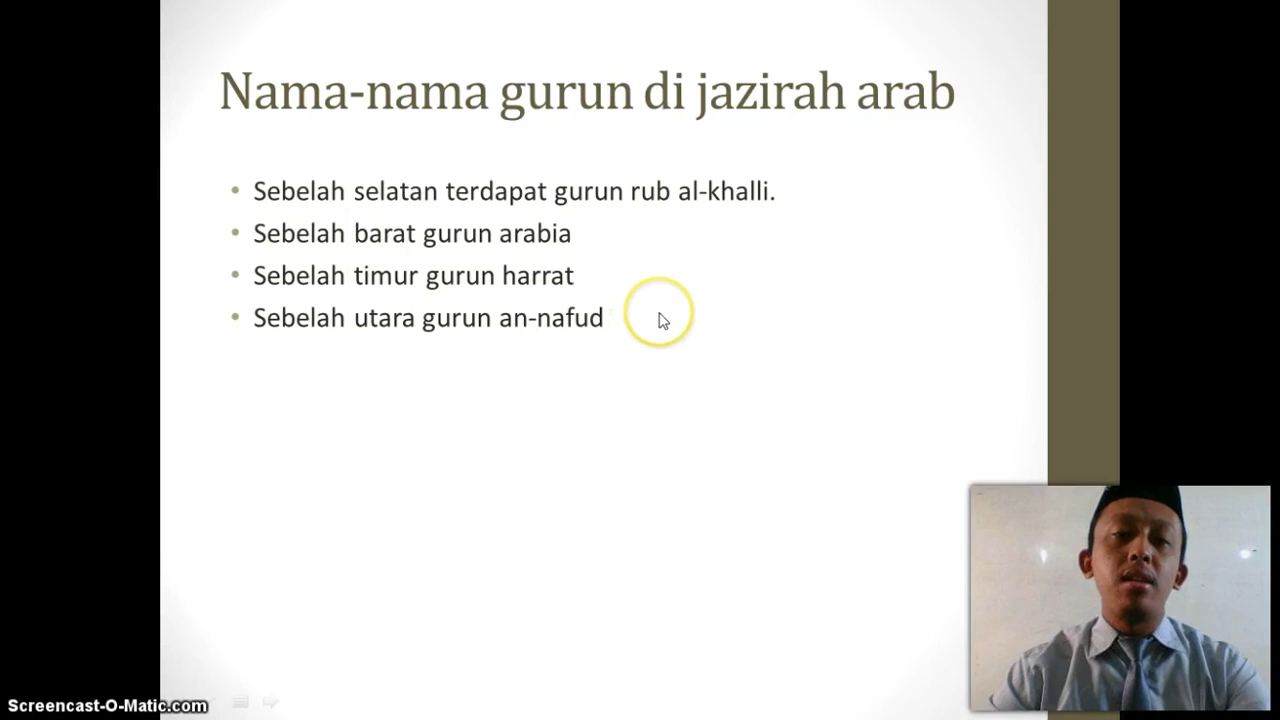 Nama-nama gurun di jazirah arab
Sebelah selatan terdapat gurun rub al-khalli.
Sebelah barat gurun arabia
Sebelah timur gurun harrat
Sebelah utara gurun an-nafud
Screencast-O-Matic.com